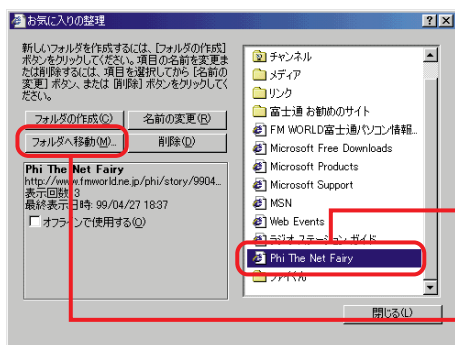 お気に入りの整理
新しいフォルダを作成するには、[フォルダの作成]
ボタンをクリックしてください。項目の名前を変更ま
たは削除するには、項目を選択してから [名前の
変更] ボタン、または [削除] ボタンをクリックしてく
ださい。
フォルダの作成(C)
名前の変更(R)
フォルダへ移動(M)...
削除(D)
Phi The Net Fairy
http://www.fmworld.ne.jp/phi/story/9904...
表示回数: 3
最終表示日時: 99/04/27 18:37
オフラインで使用する(O)
チャンネル
メディア
リンク
富士通 お勧めのサイト
FM WORLD富士通パソコン情報...
Microsoft Free Downloads
Microsoft Products
Microsoft Support
MSN
Web Events
ラジオ ステーション ガイド
Phi The Net Fairy
閉じる(L)